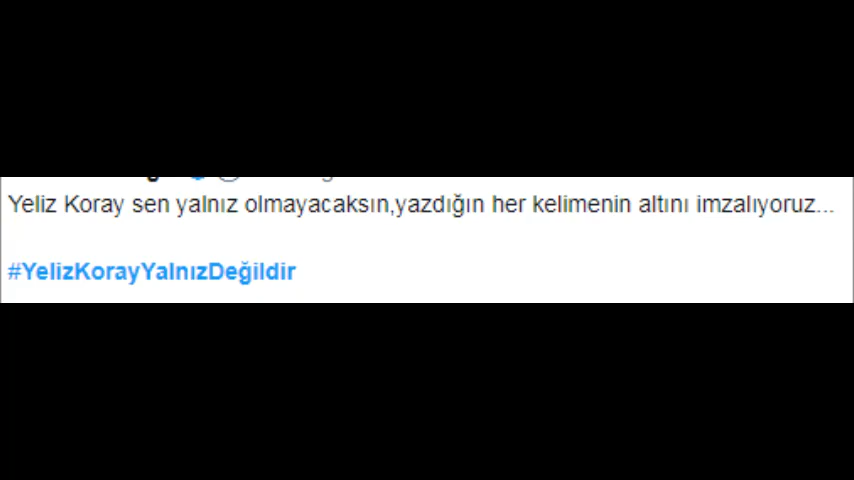 Yeliz Koray sen yalnız olmayacaksın,yazdığın her kelimenin altını imzalıyoruz...
#YelizKorayYalnızDeğildir